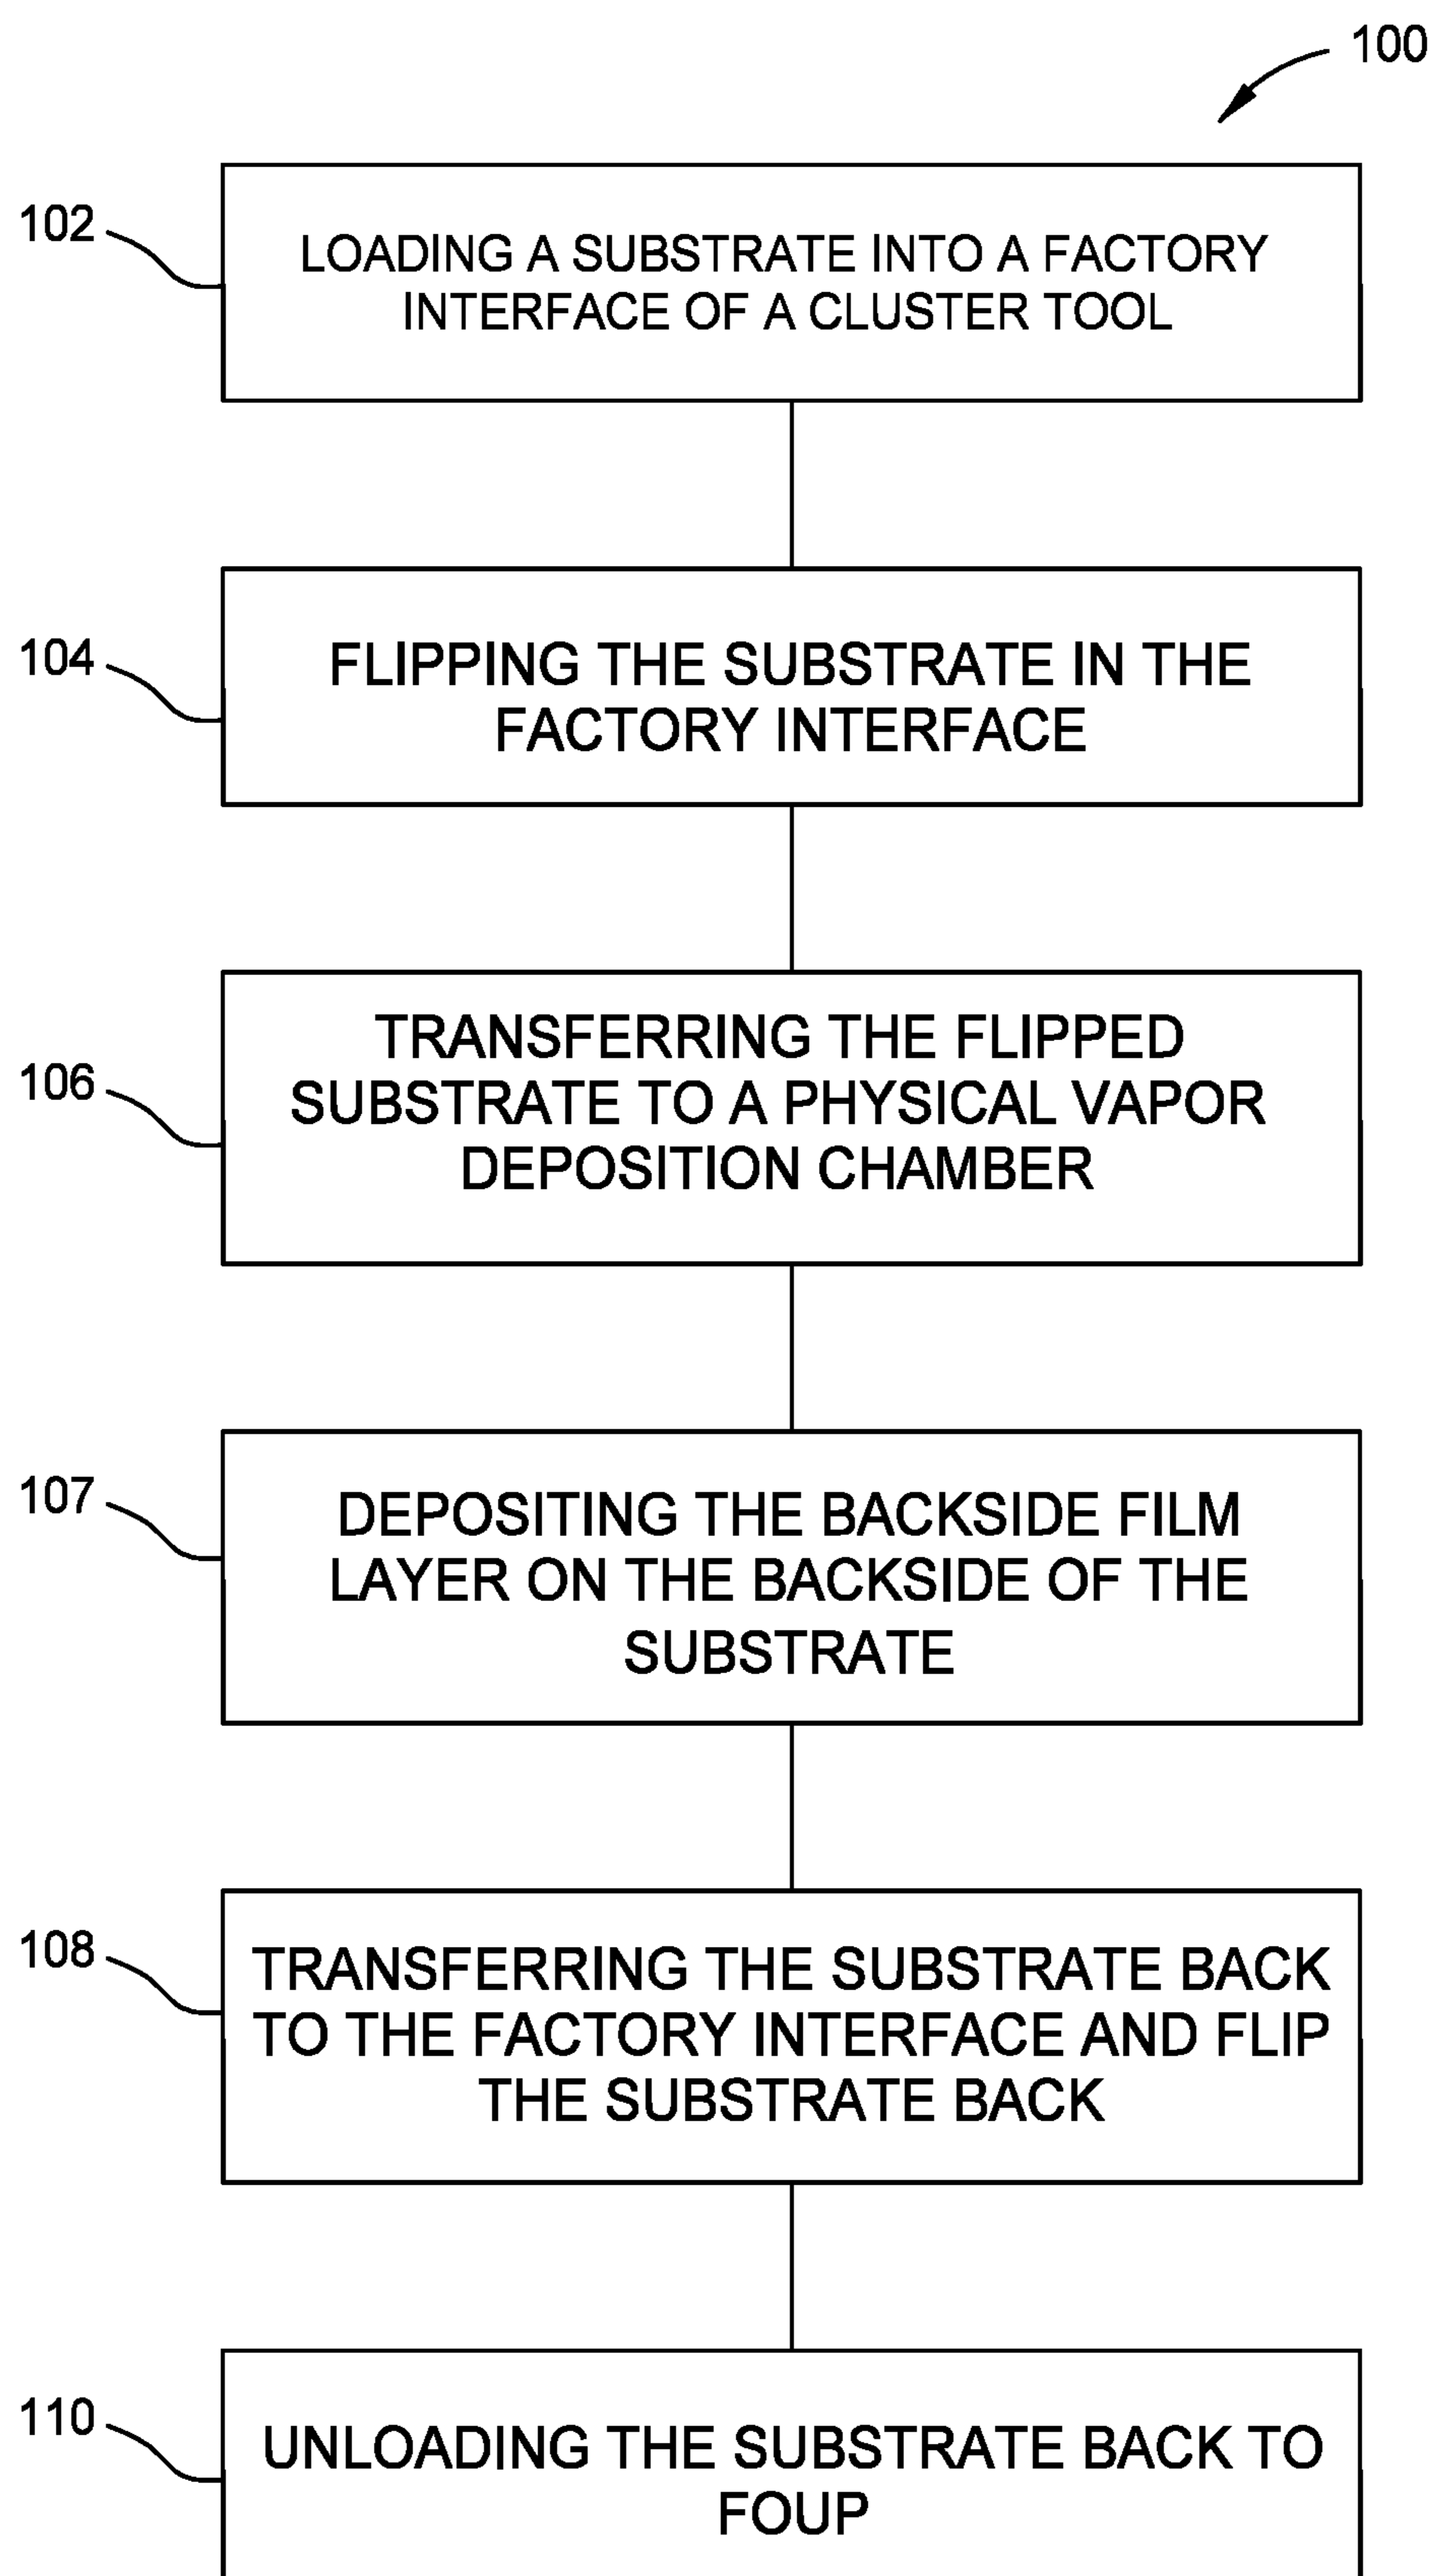 100
102
LOADING A SUBSTRATE INTO A FACTORY
INTERFACE OF A CLUSTER TOOL
104
FLIPPING THE SUBSTRATE IN THE
FACTORY INTERFACE
106
TRANSFERRING THE FLIPPED
SUBSTRATE TO A PHYSICAL VAPOR
DEPOSITION CHAMBER
107
DEPOSITING THE BACKSIDE FILM
LAYER ON THE BACKSIDE OF THE
SUBSTRATE
108
TRANSFERRING THE SUBSTRATE BACK
TO THE FACTORY INTERFACE AND FLIP
THE SUBSTRATE BACK
110
UNLOADING THE SUBSTRATE BACK TO
FOUP